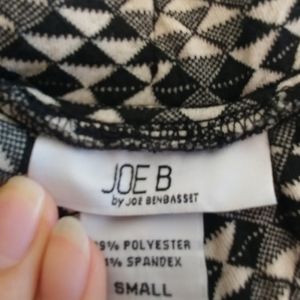 JOE B
by JOE BENBASSET
% POLYESTER
% SPANDEX
SMALL